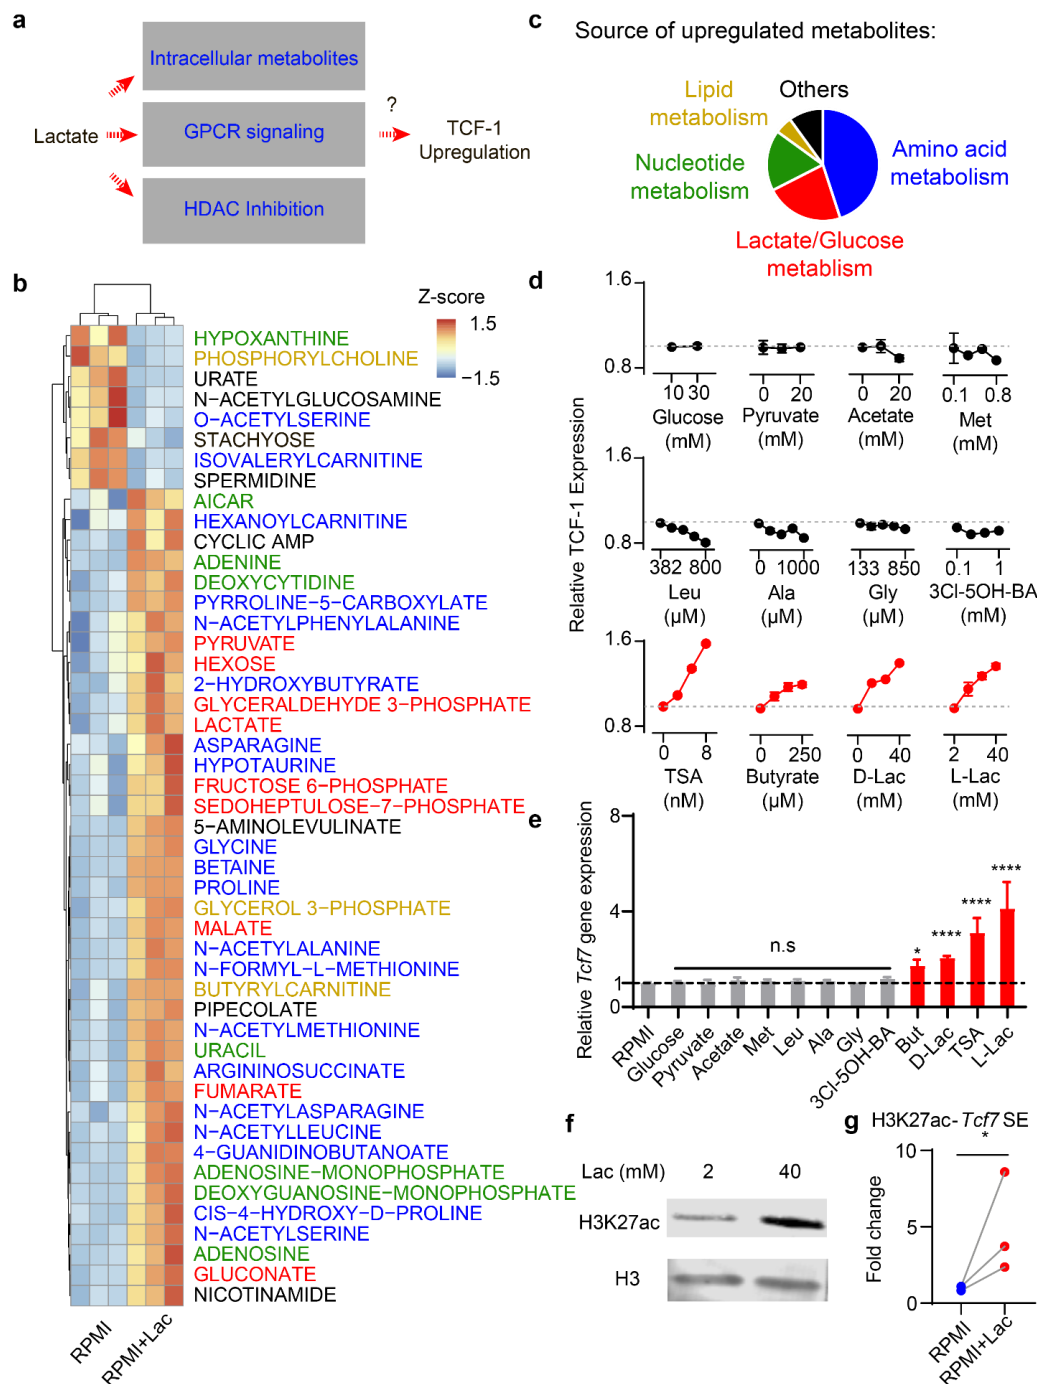 a
Intracellular metabolites
Lactate
GPCR signaling
?
TCF-1
Upregulation
HDAC Inhibition
c
Source of upregulated metabolites:
Lipid
metabolism
Others
Nucleotide
metabolism
Amino acid
metabolism
Lactate/Glucose
metablism
b
Z-score
1.5
−1.5
HYPOXANTHINE
PHOSPHORYLCHOLINE
URATE
N−ACETYLGLUCOSAMINE
O−ACETYLSERINE
STACHYOSE
ISOVALERYLCARNITINE
SPERMIDINE
AICAR
HEXANOYLCARNITINE
CYCLIC AMP
ADENINE
DEOXYCYTIDINE
PYRROLINE−5−CARBOXYLATE
N−ACETYLPHENYLALANINE
PYRUVATE
HEXOSE
2−HYDROXYBUTYRATE
GLYCERALDEHYDE 3−PHOSPHATE
LACTATE
ASPARAGINE
HYPOTAURINE
FRUCTOSE 6−PHOSPHATE
SEDOHEPTULOSE−7−PHOSPHATE
5−AMINOLEVULINATE
GLYCINE
BETAINE
PROLINE
GLYCEROL 3−PHOSPHATE
MALATE
N−ACETYLALANINE
N−FORMYL−L−METHIONINE
BUTYRYLCARNITINE
PIPECOLATE
N−ACETYLMETHIONINE
URACIL
ARGININOSUCCINATE
FUMARATE
N−ACETYLASPARAGINE
N−ACETYLLEUCINE
4−GUANIDINOBUTANOATE
ADENOSINE−MONOPHOSPHATE
DEOXYGUANOSINE−MONOPHOSPHATE
CIS−4−HYDROXY−D−PROLINE
N−ACETYLSERINE
ADENOSINE
GLUCONATE
NICOTINAMIDE
RPMI
RPMI+Lac
d
Relative TCF-1 Expression
1.6
0.8
10 30
Glucose
(mM)
0 20
Pyruvate
(mM)
0 20
Acetate
(mM)
0.1 0.8
Met
(mM)
1.6
0.8
382 800
Leu
(µM)
0 1000
Ala
(µM)
133 850
Gly
(µM)
0.1 1
3Cl-5OH-BA
(mM)
1.6
0.8
0 8
TSA
(nM)
0 250
Butyrate
(µM)
0 40
D-Lac
(mM)
2 40
L-Lac
(mM)
e
Relative Tcf7 gene expression
8
4
1
0
n.s
*
****
****
****
RPMI
Glucose
Pyruvate
Acetate
Met
Leu
Ala
Gly
3Cl-5OH-BA
But
D-Lac
TSA
L-Lac
f
Lac (mM) 2 40
H3K27ac
H3
g
H3K27ac-Tcf7 SE
*
Fold change
10
5
0
RPMI
RPMI+Lac